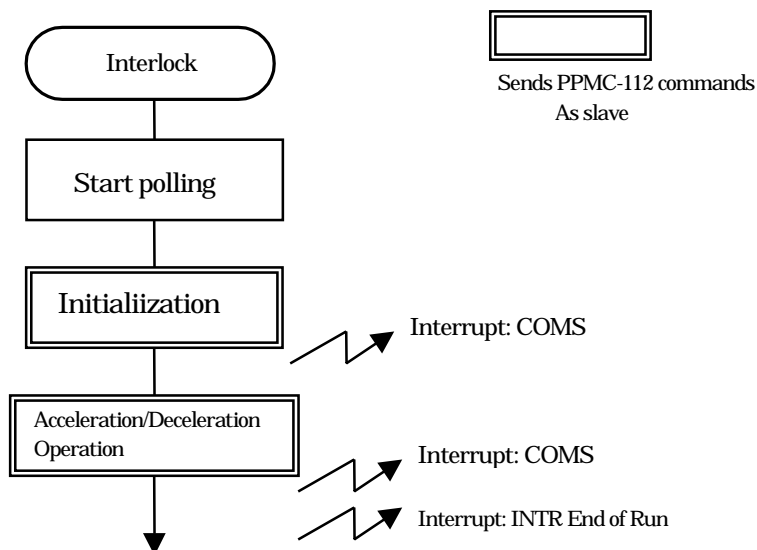 Interlock
Sends PPMC-112 commands
As slave
Start polling
Initialiization
Interrupt: COMS
Acceleration/Deceleration
Operation
Interrupt: COMS
Interrupt: INTR End of Run